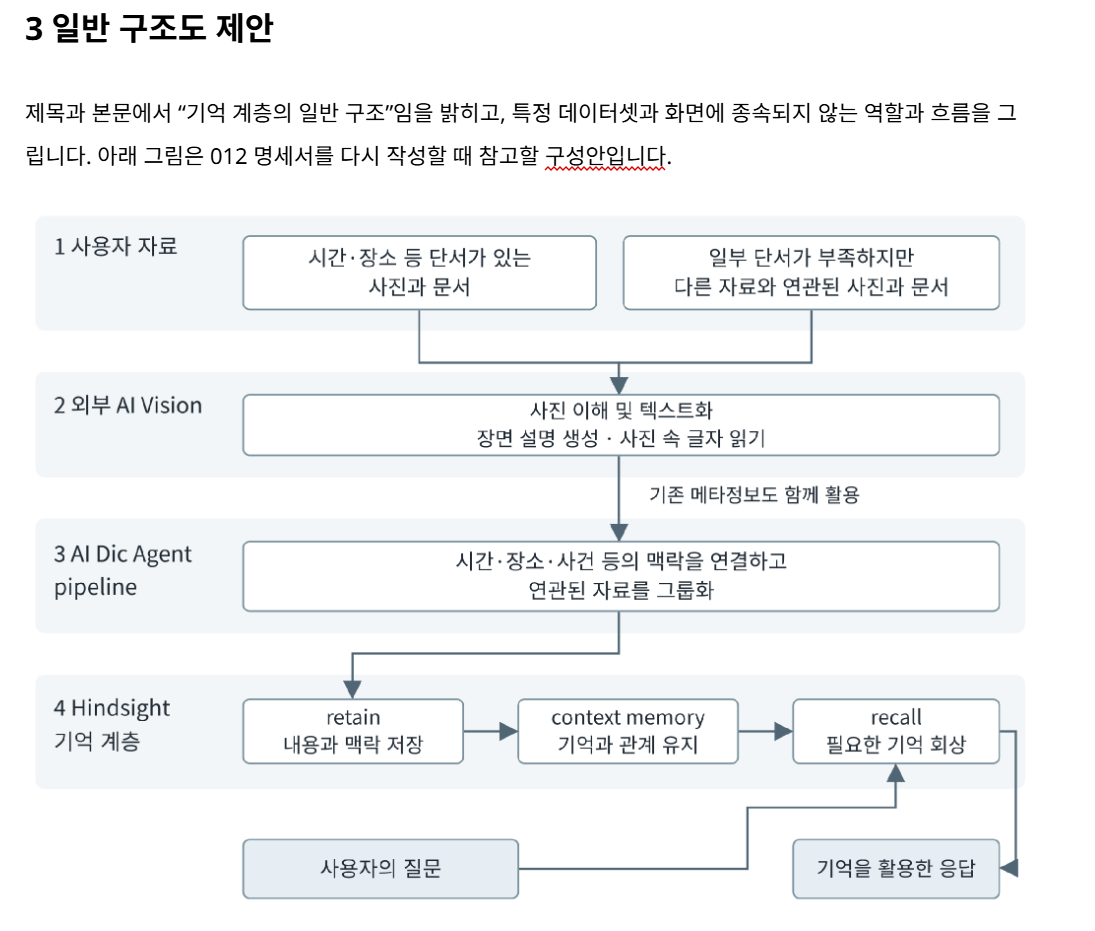 3 일반 구조도 제안
제목과 본문에서 “기억 계층의 일반 구조”임을 밝히고, 특정 데이터셋과 화면에 종속되지 않는 역할과 흐름을 그
립니다. 아래 그림은 012 명세서를 다시 작성할 때 참고할 구성안입니다.
1 사용자 자료
시간·장소 등 단서가 있는
사진과 문서
일부 단서가 부족하지만
다른 자료와 연관된 사진과 문서
2 외부 AI Vision
사진 이해 및 텍스트화
장면 설명 생성 · 사진 속 글자 읽기
기존 메타정보도 함께 활용
3 AI Dic Agent
pipeline
시간·장소·사건 등의 맥락을 연결하고
연관된 자료를 그룹화
4 Hindsight
기억 계층
retain
내용과 맥락 저장
context memory
기억과 관계 유지
recall
필요한 기억 회상
사용자의 질문
기억을 활용한 응답